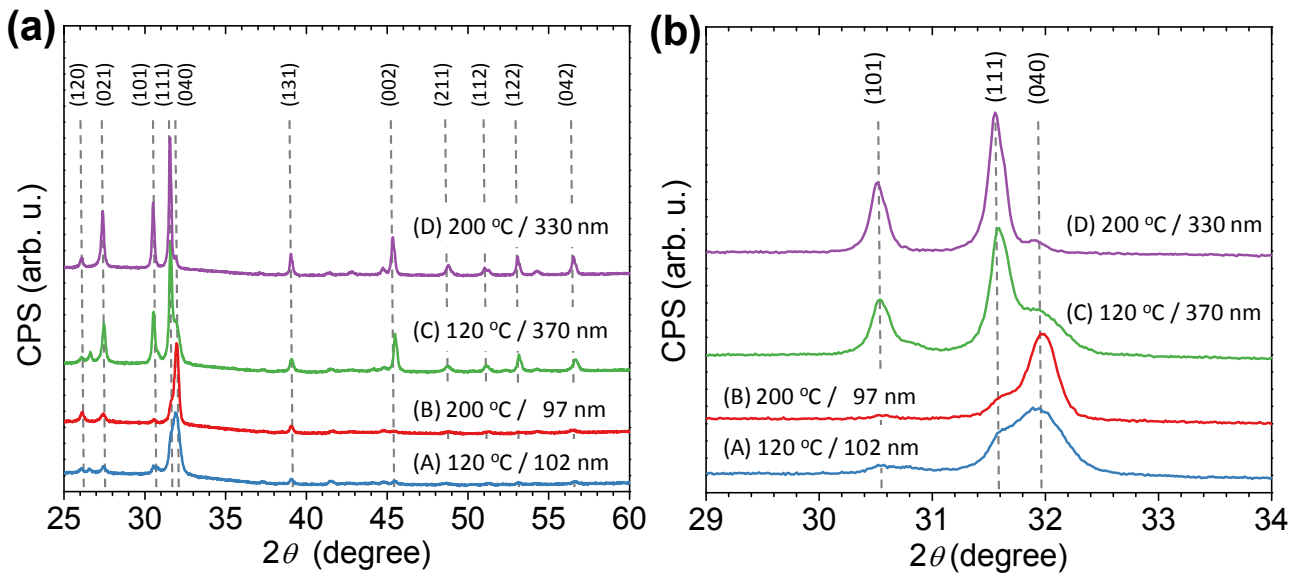 (a)
(120)
(021)
(101)
(111)
(040)
(131)
(002)
(211)
(112)
(122)
(042)
CPS (arb. u.)
(D) 200 °C / 330 nm
(C) 120 °C / 370 nm
(B) 200 °C / 97 nm
(A) 120 °C / 102 nm
25 30 35 40 45 50 55 60
2θ (degree)
(b)
(101)
(111)
(040)
CPS (arb. u.)
(D) 200 °C / 330 nm
(C) 120 °C / 370 nm
(B) 200 °C / 97 nm
(A) 120 °C / 102 nm
29 30 31 32 33 34
2θ (degree)